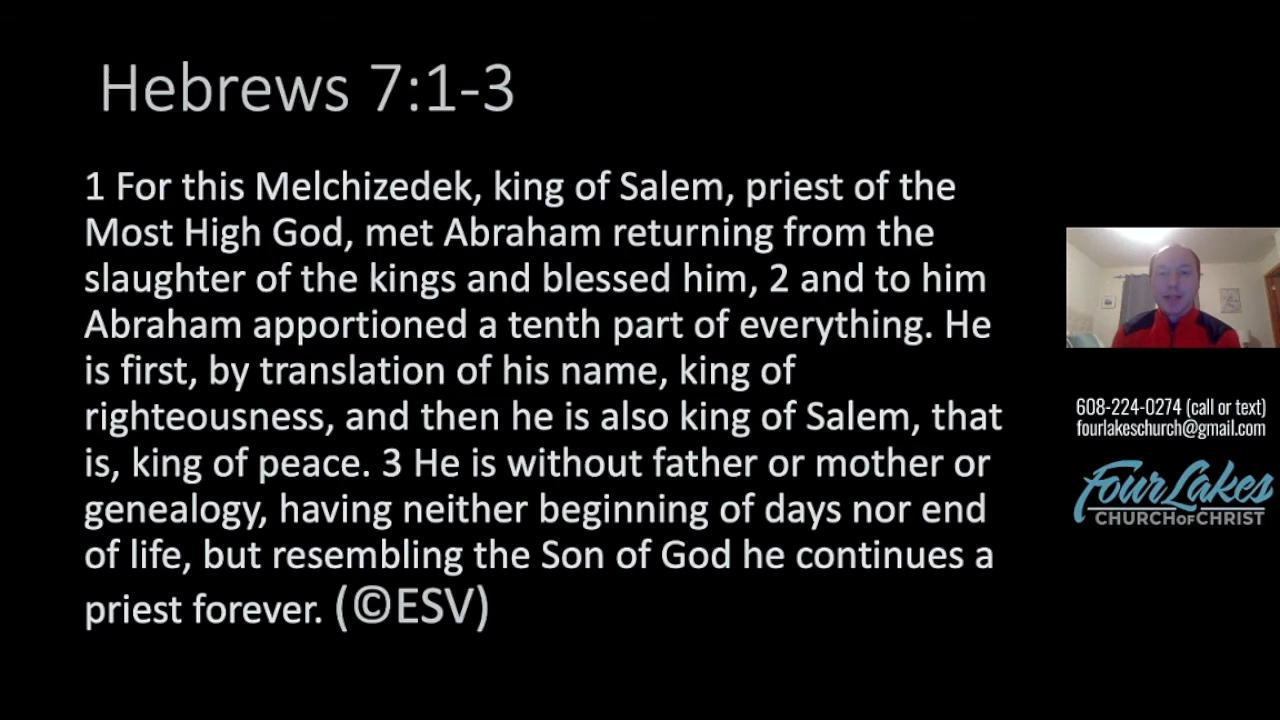 Hebrews 7:1-3
1 For this Melchizedek, king of Salem, priest of the
Most High God, met Abraham returning from the
slaughter of the kings and blessed him, 2 and to him
Abraham apportioned a tenth part of everything. He
is first, by translation of his name, king of
righteousness, and then he is also king of Salem, that
is, king of peace. 3 He is without father or mother or
genealogy, having neither beginning of days nor end
of life, but resembling the Son of God he continues a
priest forever. (©ESV)
608-224-0274 (call or text)
fourlakeschurch@gmail.com
Four Lakes
CHURCH OF CHRIST